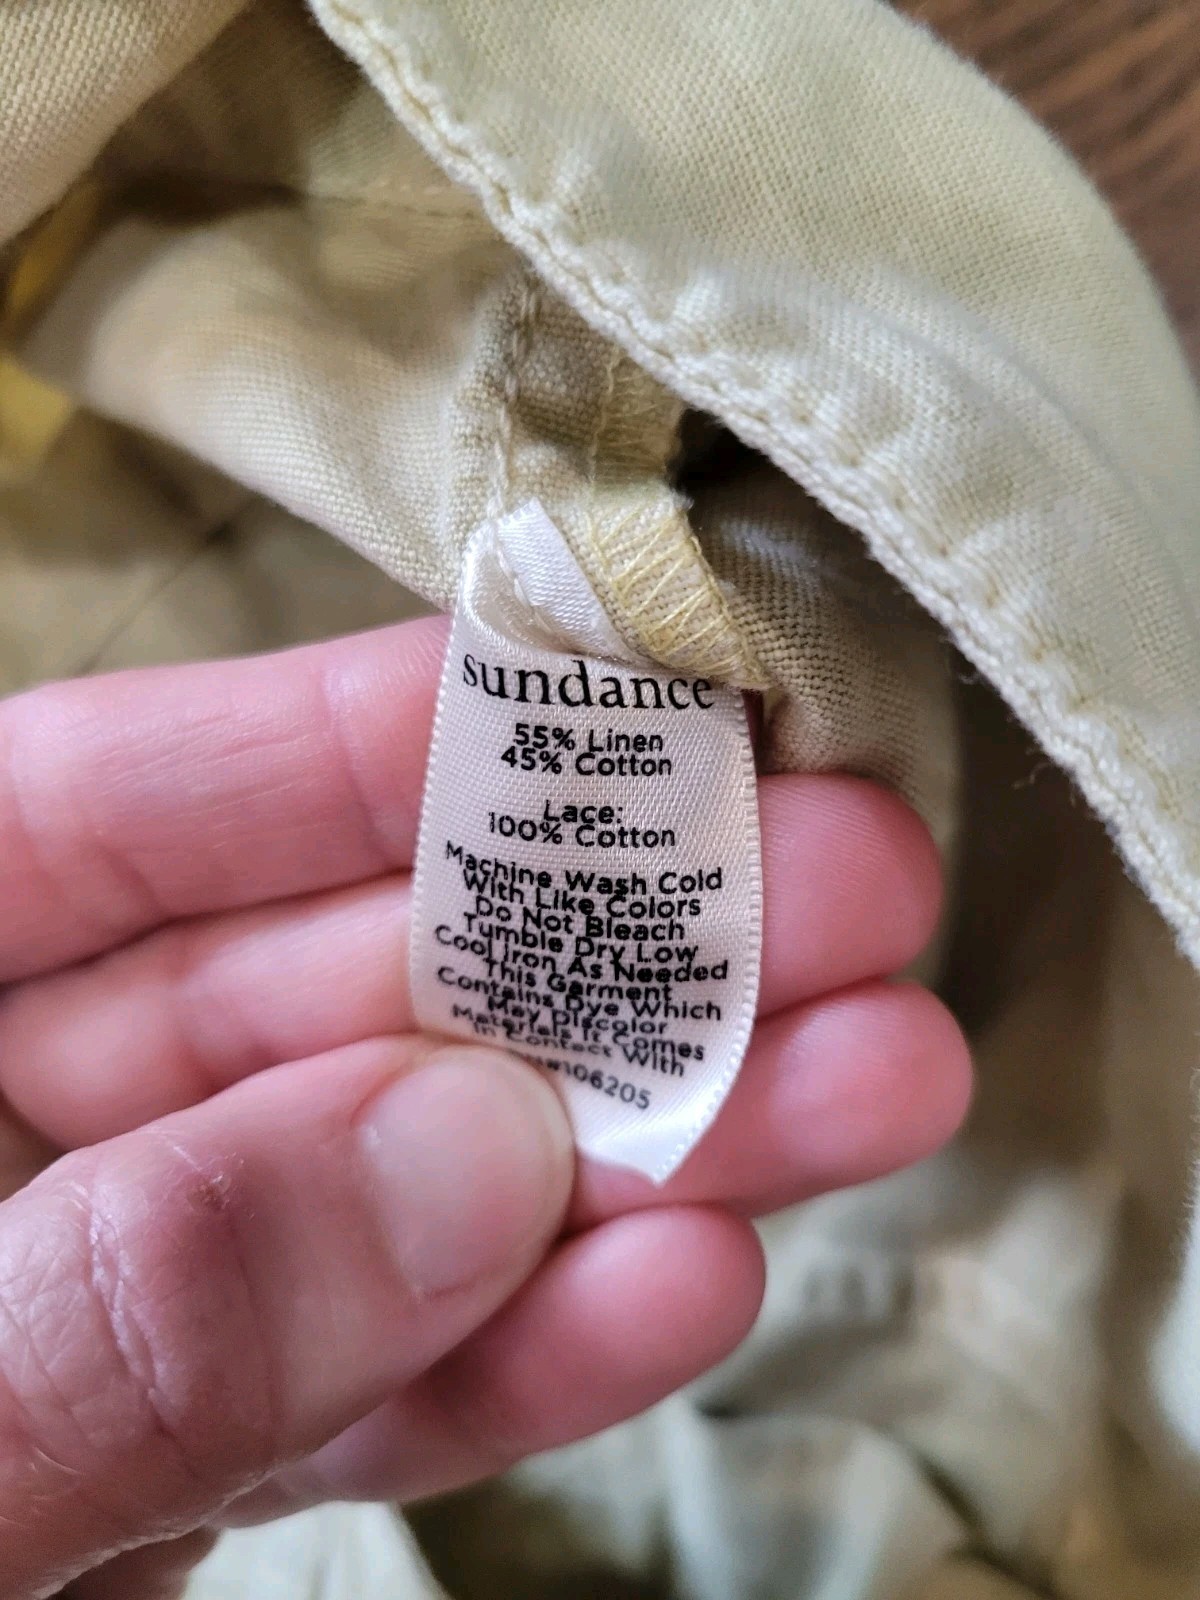 sundance
55% Linen
45% Cotton
Lace:
100% Cotton
Machine Wash Cold
With Like Colors
Do Not Bleach
Tumble Dry Low
Cool Iron As Needed
This Garment
Contains Dye Which
May Discolor
Materials It Comes
In Contact With
106205